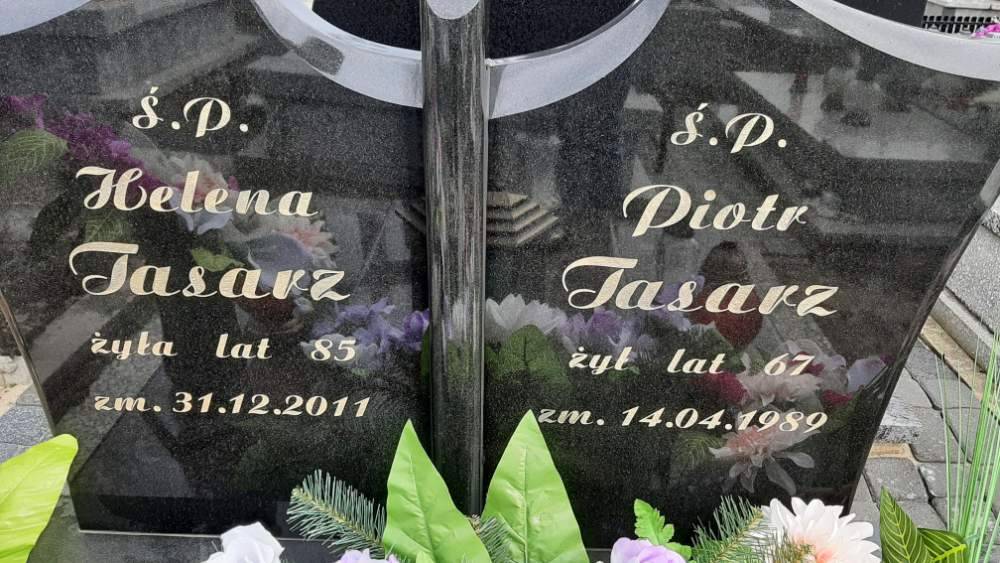 Ś.P.
Helena
Tasarz
żyła lat 85
zm. 31.12.2011
Ś.P.
Piotr
Tasarz
żył lat 67
zm. 14.04.1989